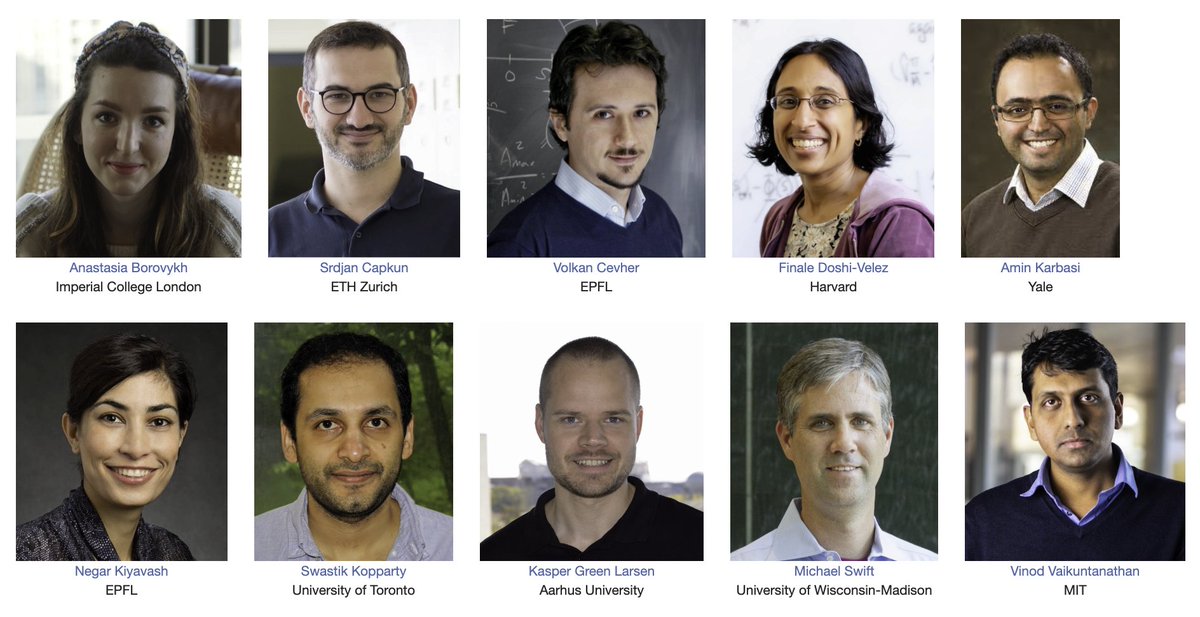 Anastasia Borovykh
Imperial College London
Srdjan Capkun
ETH Zurich
Volkan Cevher
EPFL
Finale Doshi-Velez
Harvard
Amin Karbasi
Yale
Negar Kiyavash
EPFL
Swastik Kopparty
University of Toronto
Kasper Green Larsen
Aarhus University
Michael Swift
University of Wisconsin-Madison
Vinod Vaikuntanathan
MIT